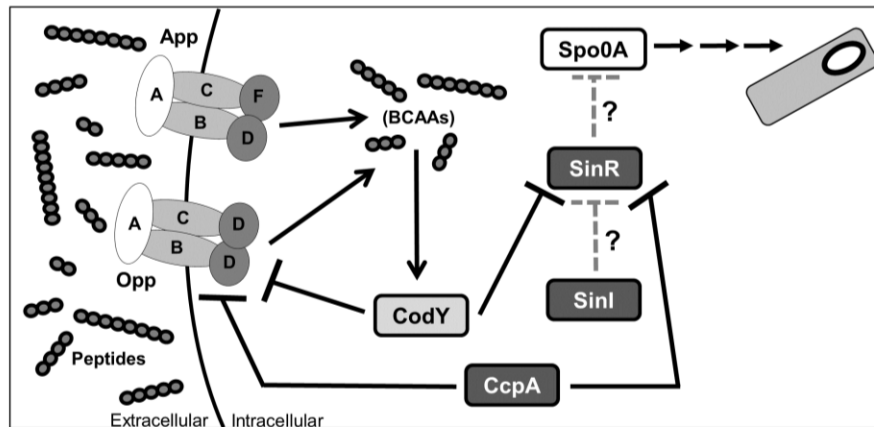 App
Spo0A
A
C
F
B
D
(BCAAs)
?
SinR
A
C
D
B
D
?
Opp
CodY
SinI
Peptides
CcpA
Extracellular
Intracellular